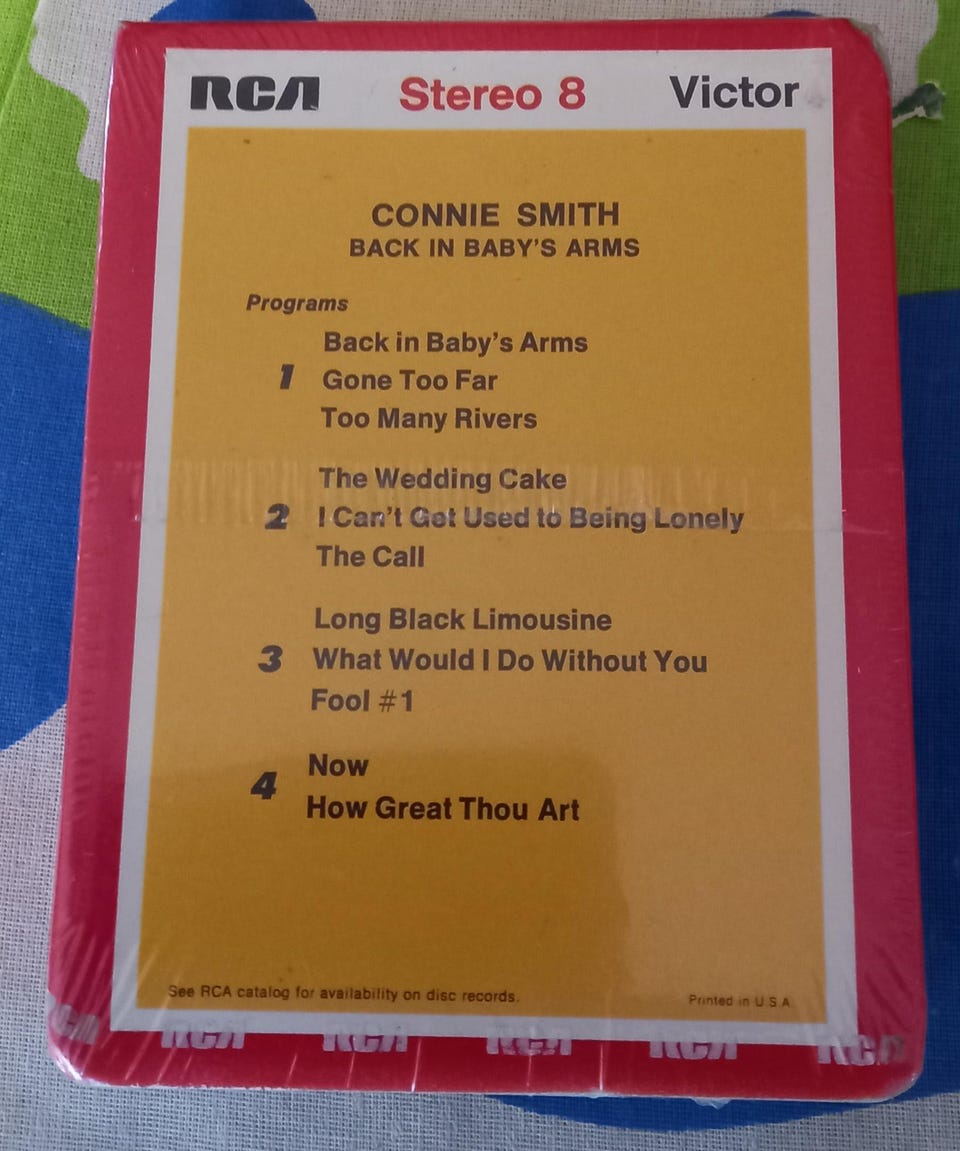 RCA Stereo 8 Victor
CONNIE SMITH
BACK IN BABY'S ARMS
Programs
Back in Baby's Arms
1 Gone Too Far
Too Many Rivers
The Wedding Cake
2 I Can't Get Used to Being Lonely
The Call
Long Black Limousine
3 What Would I Do Without You
Fool #1
Now
4
How Great Thou Art
See RCA catalog for availability on disc records. Printed in U S A
RCA RCA RCA RCA RCA RCA